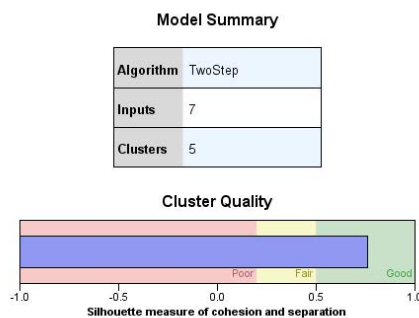 Model Summary
Algorithm TwoStep
Inputs 7
Clusters 5
Cluster Quality
Poor Fair Good
-1.0 -0.5 0.0 0.5 1.0
Silhouette measure of cohesion and separation